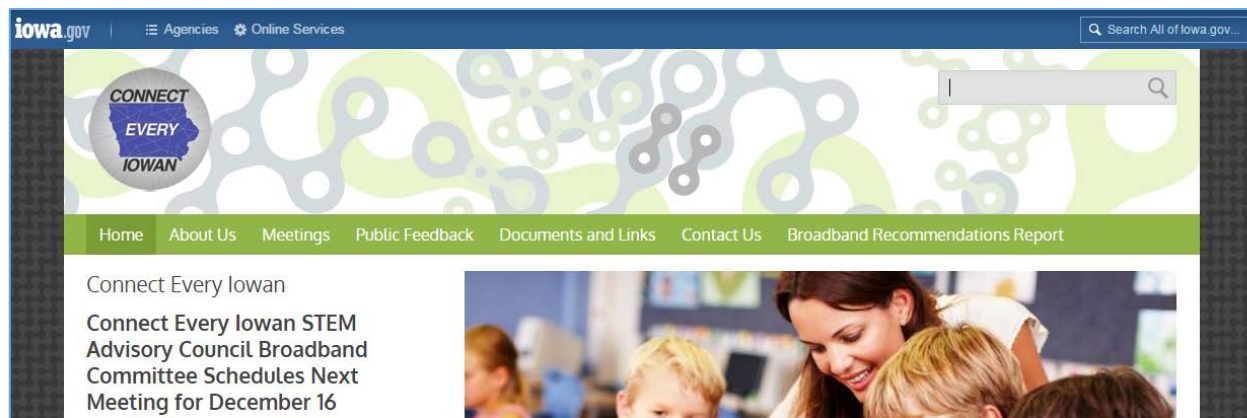 iowa.gov Agencies Online Services Search All of Iowa.gov...
CONNECT
EVERY
IOWAN
Home About Us Meetings Public Feedback Documents and Links Contact Us Broadband Recommendations Report
Connect Every Iowan
Connect Every Iowan STEM
Advisory Council Broadband
Committee Schedules Next
Meeting for December 16